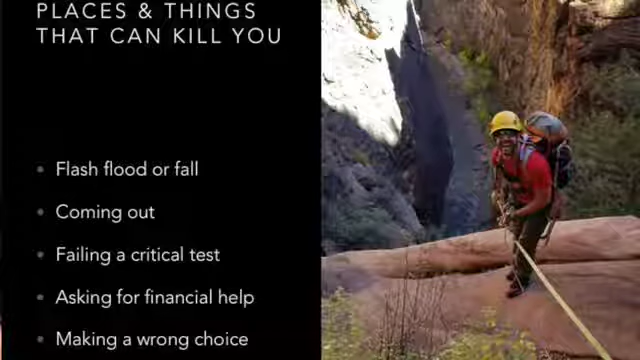 PLACES & THINGS
THAT CAN KILL YOU
• Flash flood or fall
• Coming out
• Failing a critical test
• Asking for financial help
• Making a wrong choice